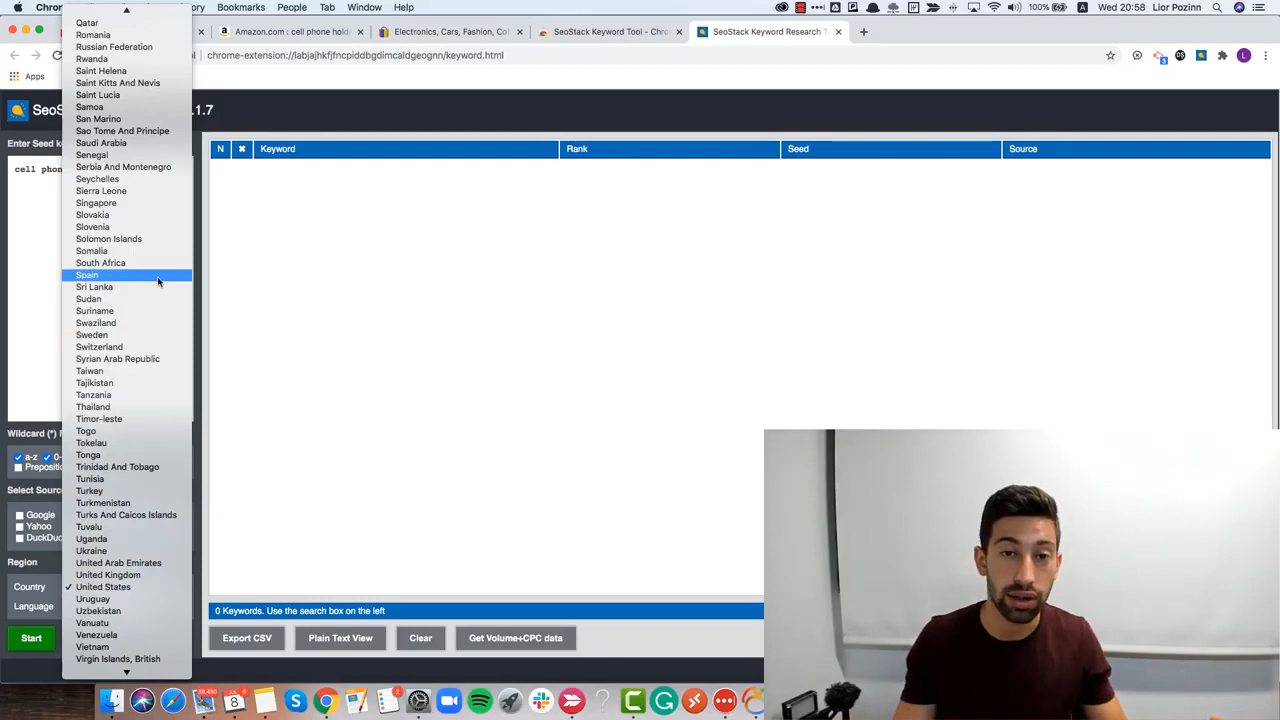 Chro
ory
Bookmarks
People
Tab
Window
Help
100%
Wed 20:58
Lior Pozinn
Amazon.com : cell phone hold
Electronics, Cars, Fashion, Col
SeoStack Keyword Tool - Chro
SeoStack Keyword Research T
chrome-extension://labjajhkfjfncpiddbgdimcaldgeognn/keyword.html
Apps
SeoS
.1.7
Enter Seed k
cell phon
N
Keyword
Rank
Seed
Source
Qatar
Romania
Russian Federation
Rwanda
Saint Helena
Saint Kitts And Nevis
Saint Lucia
Samoa
San Marino
Sao Tome And Principe
Saudi Arabia
Senegal
Serbia And Montenegro
Seychelles
Sierra Leone
Singapore
Slovakia
Slovenia
Solomon Islands
Somalia
South Africa
Spain
Sri Lanka
Sudan
Suriname
Swaziland
Sweden
Switzerland
Syrian Arab Republic
Taiwan
Tajikistan
Tanzania
Thailand
Timor-leste
Togo
Tokelau
Tonga
Trinidad And Tobago
Tunisia
Turkey
Turkmenistan
Turks And Caicos Islands
Tuvalu
Uganda
Ukraine
United Arab Emirates
United Kingdom
United States
Uruguay
Uzbekistan
Vanuatu
Venezuela
Vietnam
Virgin Islands, British
Wildcard (*)
a-z
0-
Preposition
Select Source
Google
Yahoo
DuckDuc
Region
Country
Language
Start
0 Keywords. Use the search box on the left
Export CSV
Plain Text View
Clear
Get Volume+CPC data